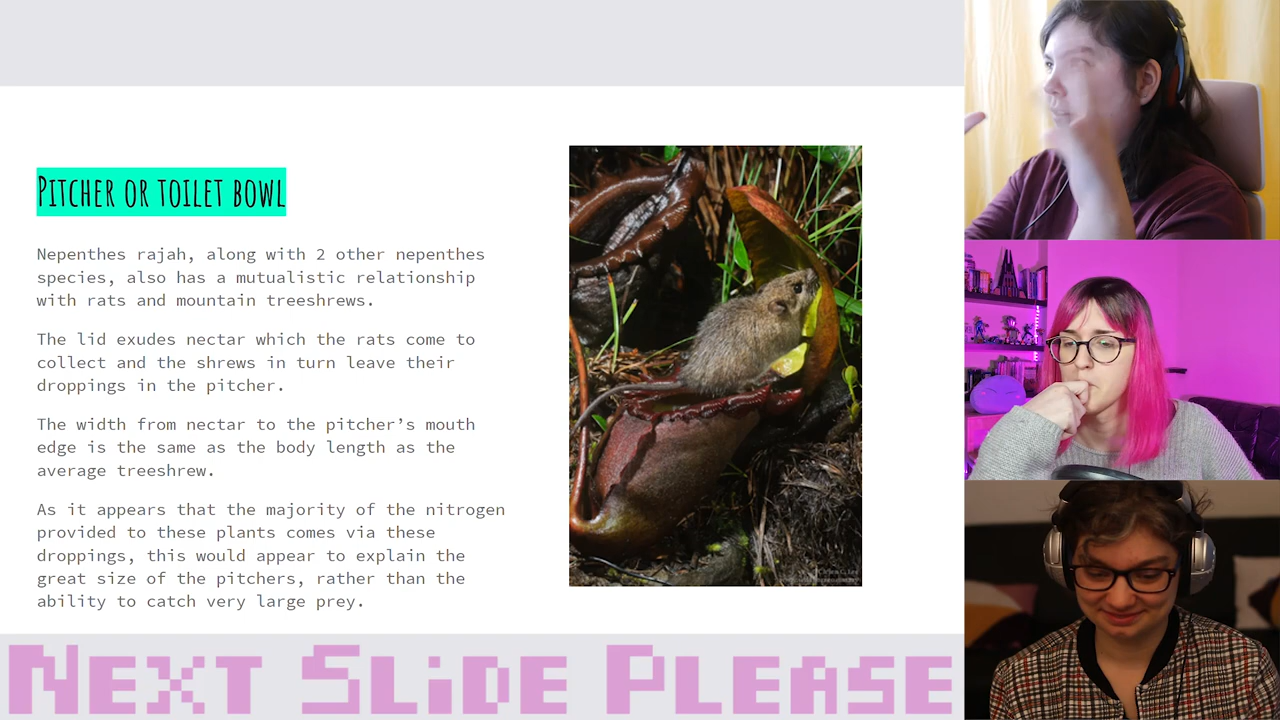 Pitcher or toilet bowl
Nepenthes rajah, along with 2 other nepenthes
species, also has a mutualistic relationship
with rats and mountain treeshrews.
The lid exudes nectar which the rats come to
collect and the shrews in turn leave their
droppings in the pitcher.
The width from nectar to the pitcher’s mouth
edge is the same as the body length as the
average treeshrew.
As it appears that the majority of the nitrogen
provided to these plants comes via these
droppings, this would appear to explain the
great size of the pitchers, rather than the
ability to catch very large prey.
Next Slide Please